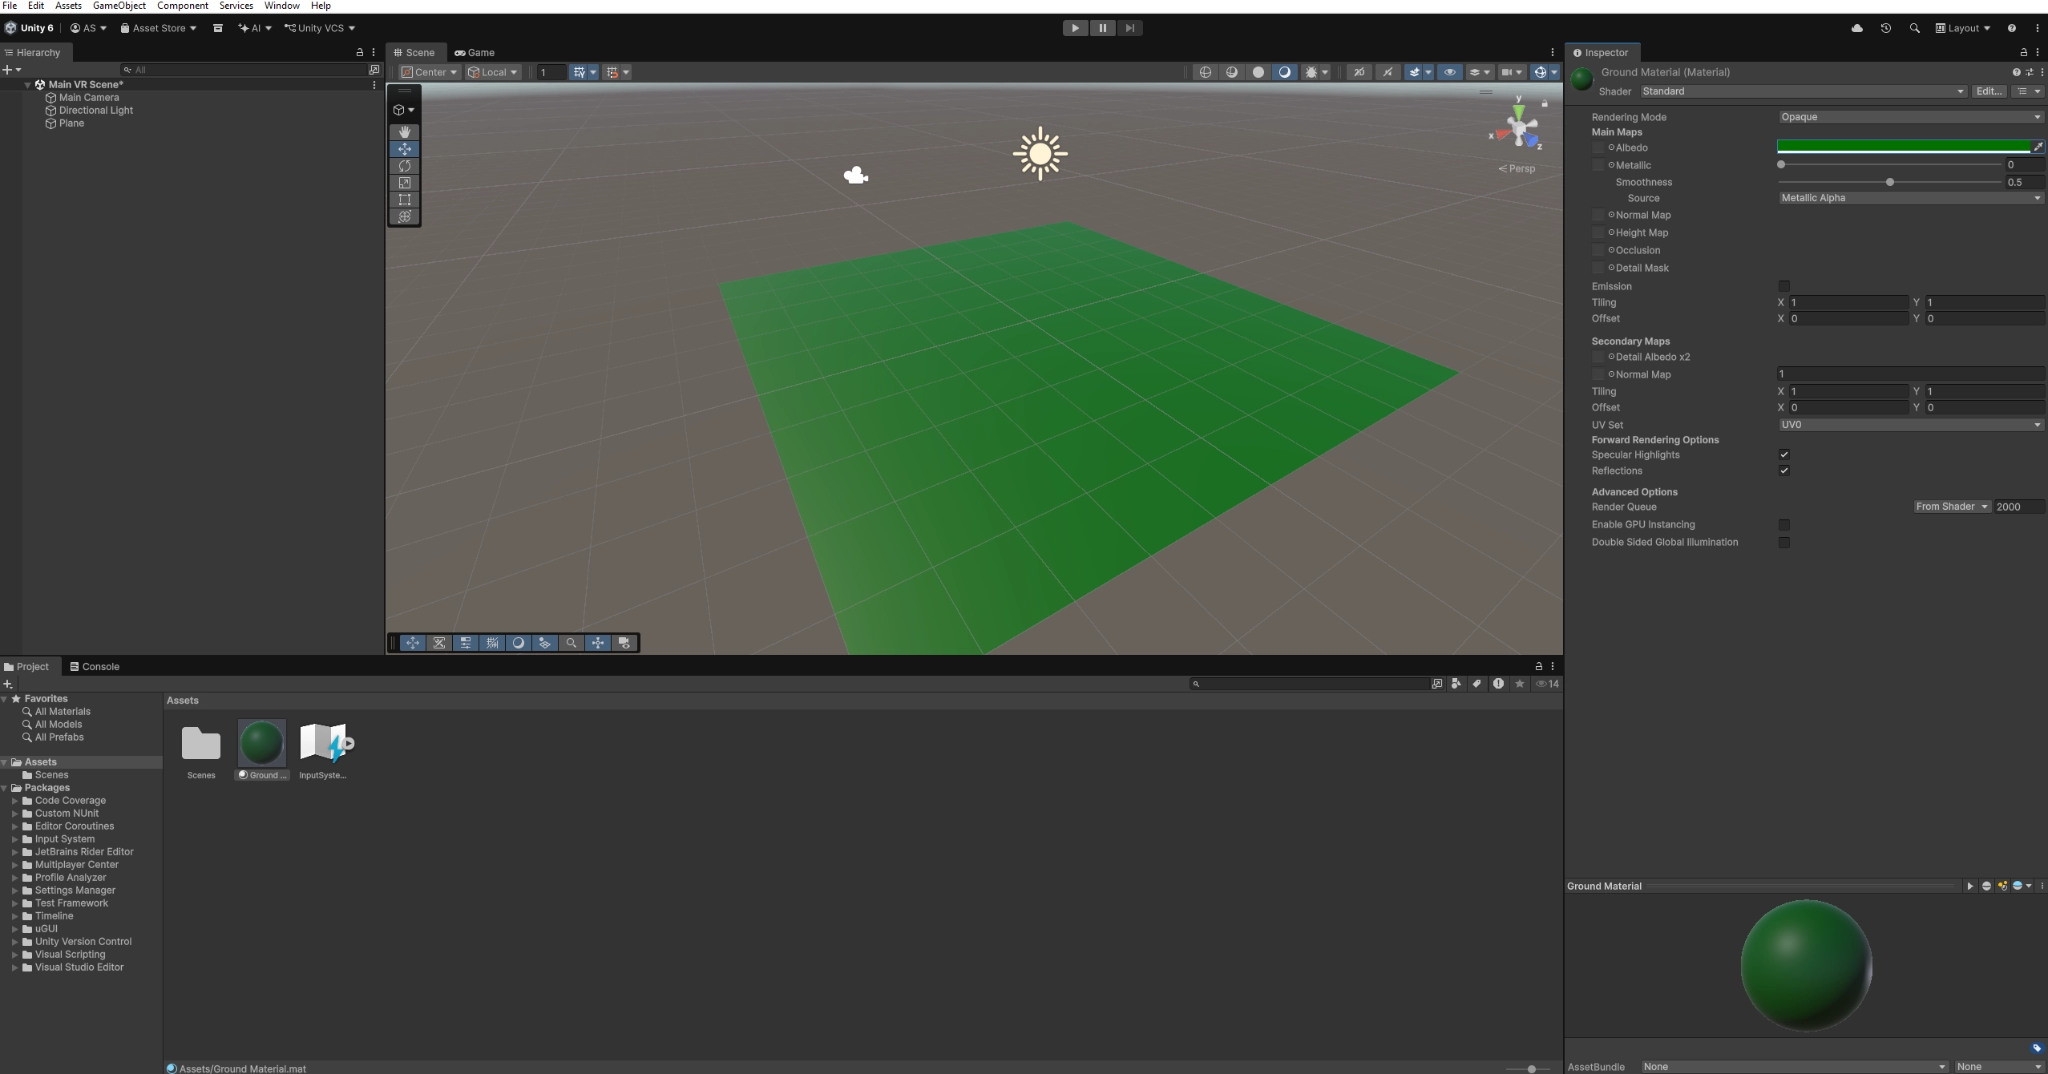 File Edit Assets GameObject Component Services Window Help
Unity 6 AS Asset Store AI Unity VCS Layout
Hierarchy Scene Game Inspector
All Center Local 1 2D
Ground Material (Material)
Shader Standard Edit...
Main VR Scene*
Main Camera
Directional Light
Plane
y
x
z
Persp
Rendering Mode Opaque
Main Maps
Albedo
Metallic 0
Smoothness 0.5
Source Metallic Alpha
Normal Map
Height Map
Occlusion
Detail Mask
Emission
Tiling X 1 Y 1
Offset X 0 Y 0
Secondary Maps
Detail Albedo x2
Normal Map 1
Tiling X 1 Y 1
Offset X 0 Y 0
UV Set UV0
Forward Rendering Options
Specular Highlights
Reflections
Advanced Options
Render Queue From Shader 2000
Enable GPU Instancing
Double Sided Global Illumination
Project Console
14
Favorites
All Materials
All Models
All Prefabs
Assets
Scenes
Packages
Code Coverage
Custom NUnit
Editor Coroutines
Input System
JetBrains Rider Editor
Multiplayer Center
Profile Analyzer
Settings Manager
Test Framework
Timeline
uGUI
Unity Version Control
Visual Scripting
Visual Studio Editor
Assets
Scenes Ground ... InputSyste...
Assets/Ground Material.mat
Ground Material
AssetBundle None None